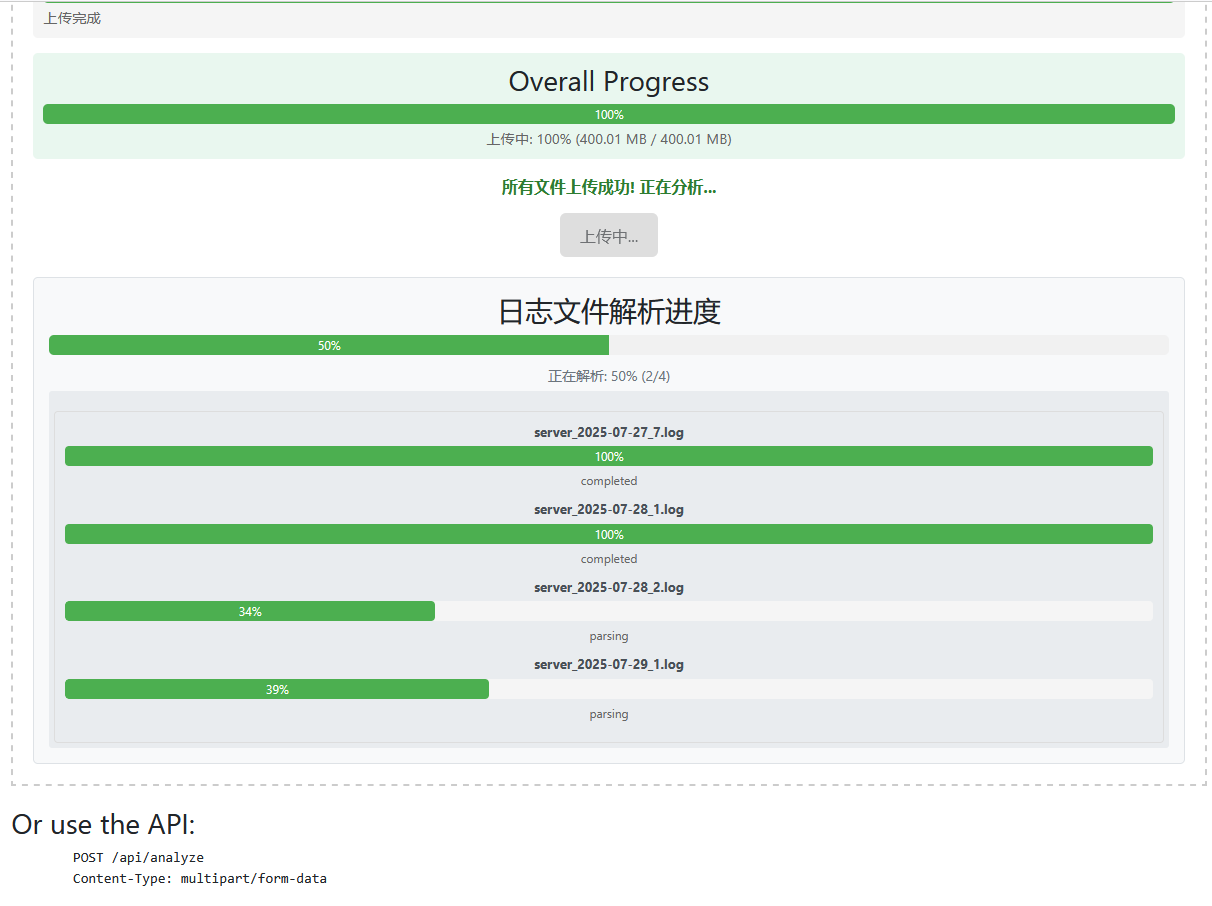 上传完成
Overall Progress
100%
上传中: 100% (400.01 MB / 400.01 MB)
所有文件上传成功! 正在分析...
上传中...
日志文件解析进度
50%
正在解析: 50% (2/4)
server_2025-07-27_7.log
100%
completed
server_2025-07-28_1.log
100%
completed
server_2025-07-28_2.log
34%
parsing
server_2025-07-29_1.log
39%
parsing
Or use the API:
POST /api/analyze
Content-Type: multipart/form-data